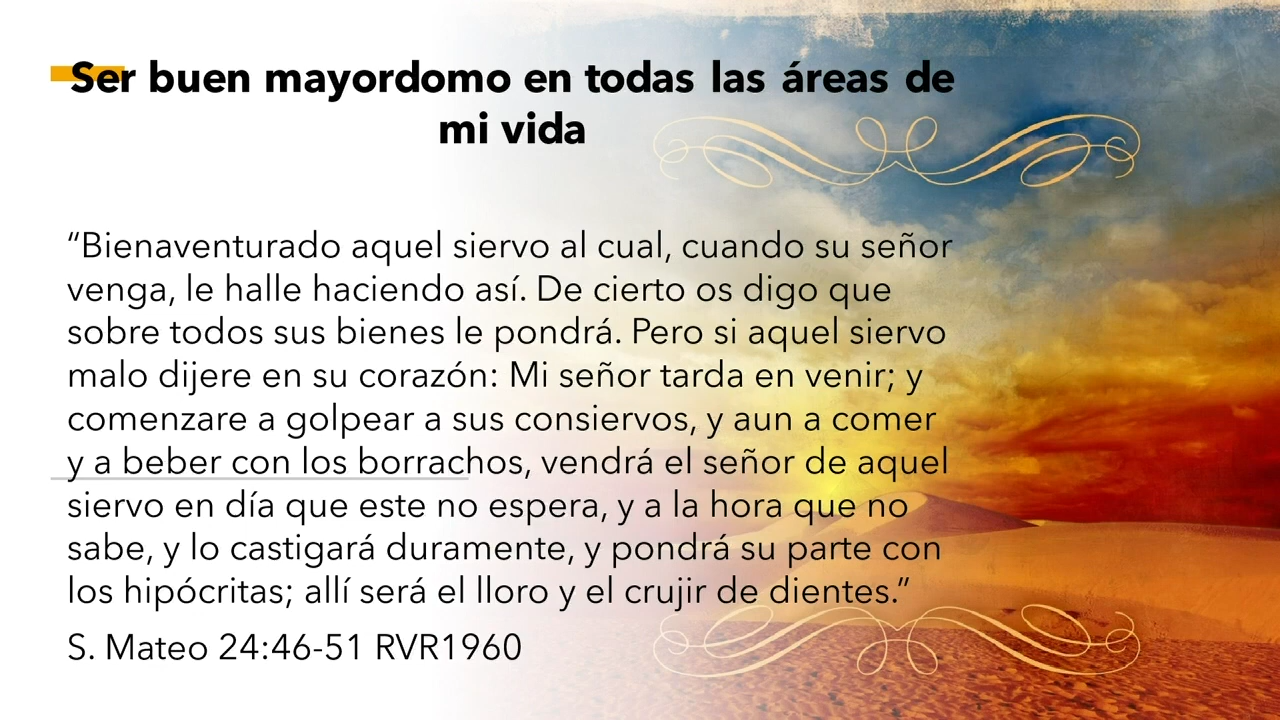 Ser buen mayordomo en todas las áreas de
mi vida
“Bienaventurado aquel siervo al cual, cuando su señor
venga, le halle haciendo así. De cierto os digo que
sobre todos sus bienes le pondrá. Pero si aquel siervo
malo dijere en su corazón: Mi señor tarda en venir; y
comenzare a golpear a sus consiervos, y aun a comer
y a beber con los borrachos, vendrá el señor de aquel
siervo en día que este no espera, y a la hora que no
sabe, y lo castigará duramente, y pondrá su parte con
los hipócritas; allí será el lloro y el crujir de dientes.”
S. Mateo 24:46-51 RVR1960